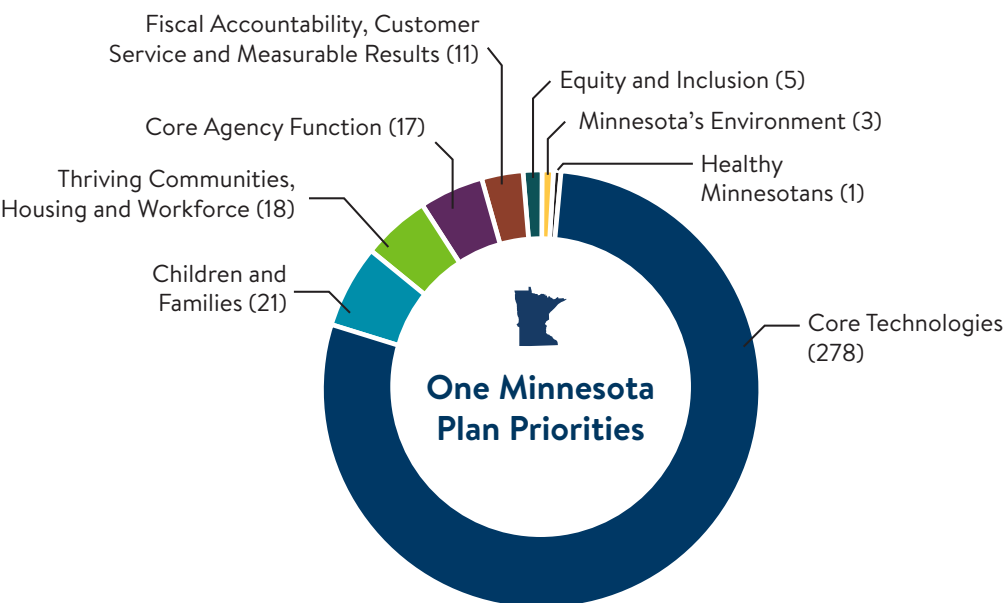 Fiscal Accountability, Customer
Service and Measurable Results (11)
Equity and Inclusion (5)
Core Agency Function (17)
Minnesota's Environment (3)
Healthy
Minnesotans (1)
Thriving Communities,
Housing and Workforce (18)
Children and
Families (21)
Core Technologies
(278)
One Minnesota
Plan Priorities